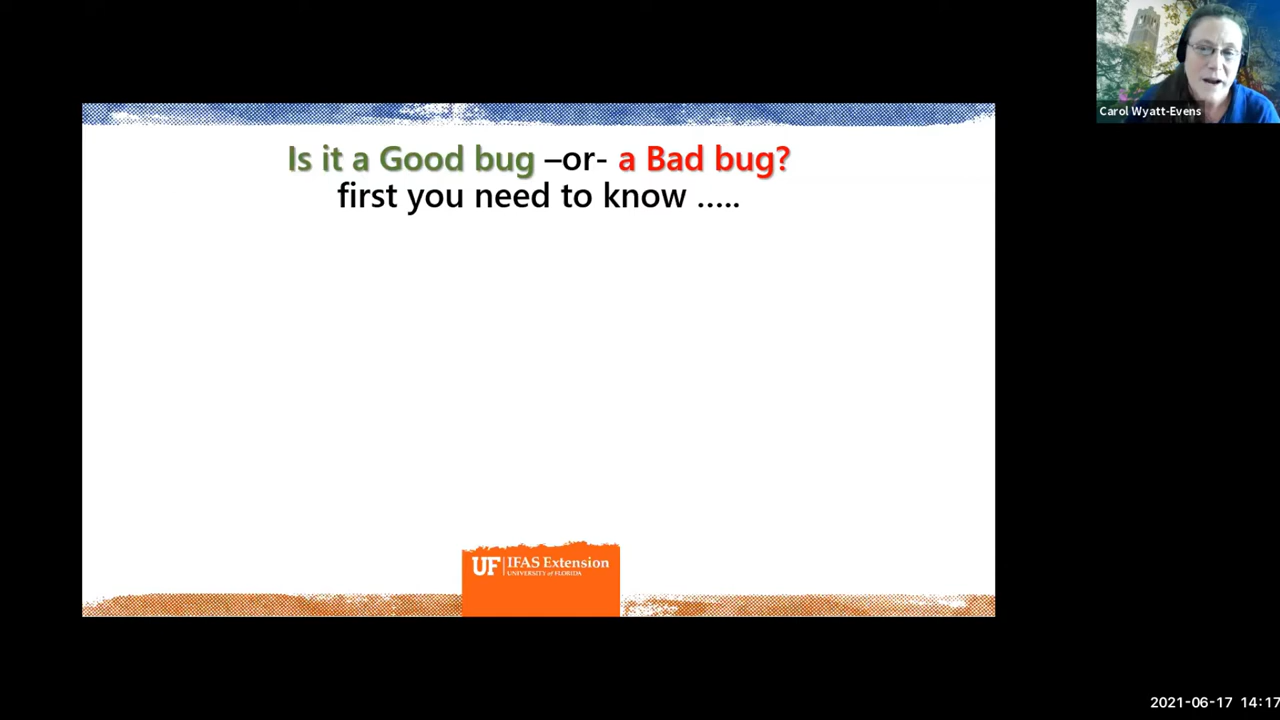 Carol Wyatt-Evens
Is it a Good bug –or- a Bad bug?
first you need to know …..
UF IFAS Extension
UNIVERSITY of FLORIDA
2021-06-17 14:17